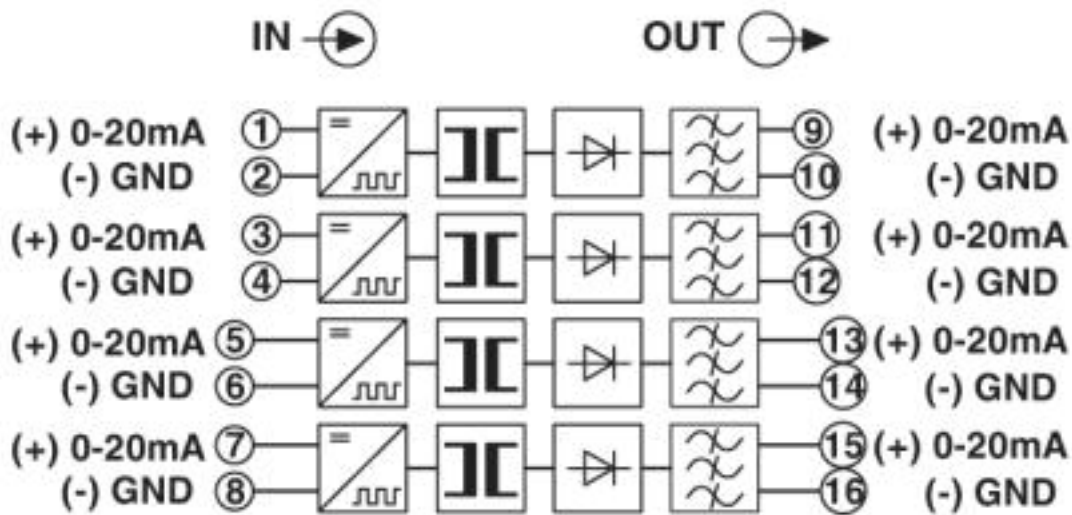 IN OUT
(+) 0-20mA 1 9 (+) 0-20mA
(-) GND 2 10 (-) GND
(+) 0-20mA 3 11 (+) 0-20mA
(-) GND 4 12 (-) GND
(+) 0-20mA 5 13 (+) 0-20mA
(-) GND 6 14 (-) GND
(+) 0-20mA 7 15 (+) 0-20mA
(-) GND 8 16 (-) GND